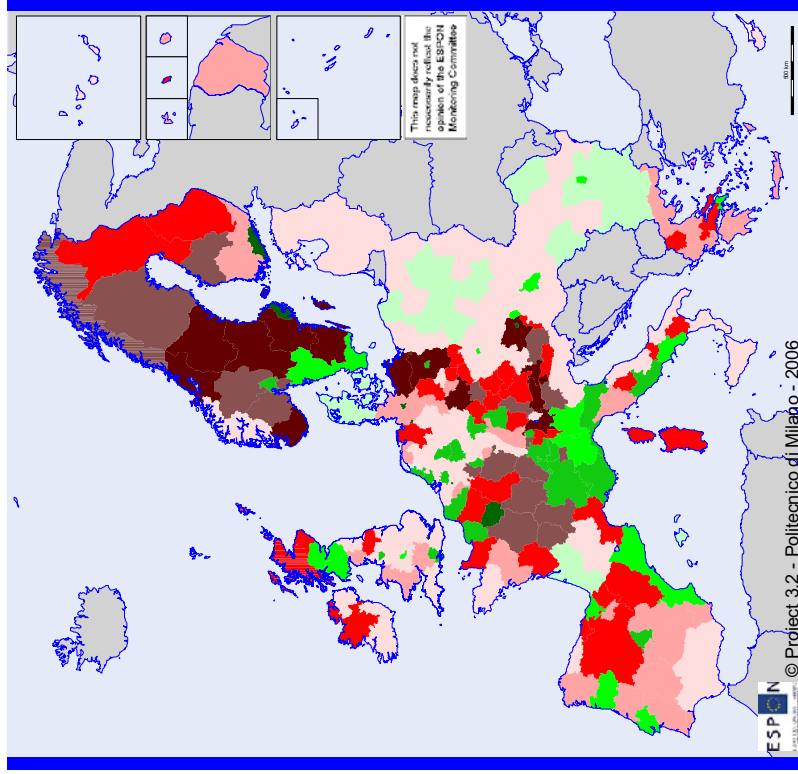 This map does not
necessarily reflect the
opinion of the ESPON
Monitoring Committee
© Project 3.2 - Politecnico di Milano - 2006
ESPON